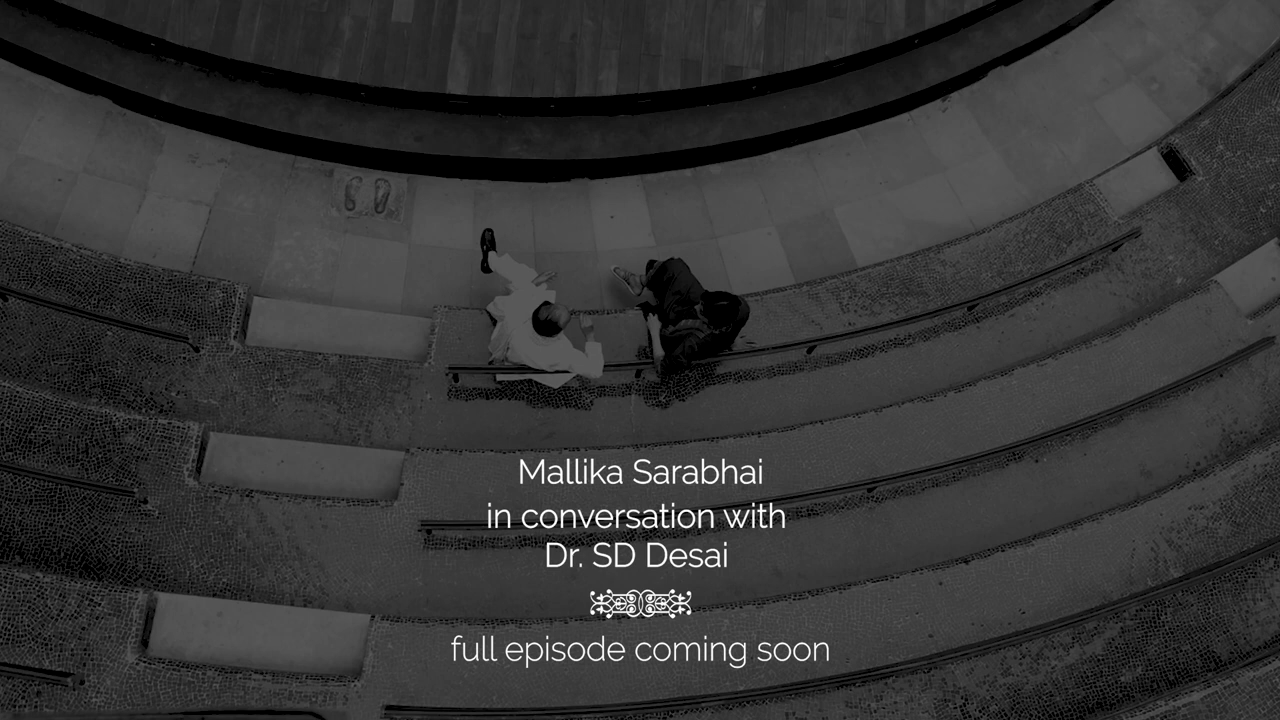 Mallika Sarabhai
in conversation with
Dr. SD Desai
full episode coming soon